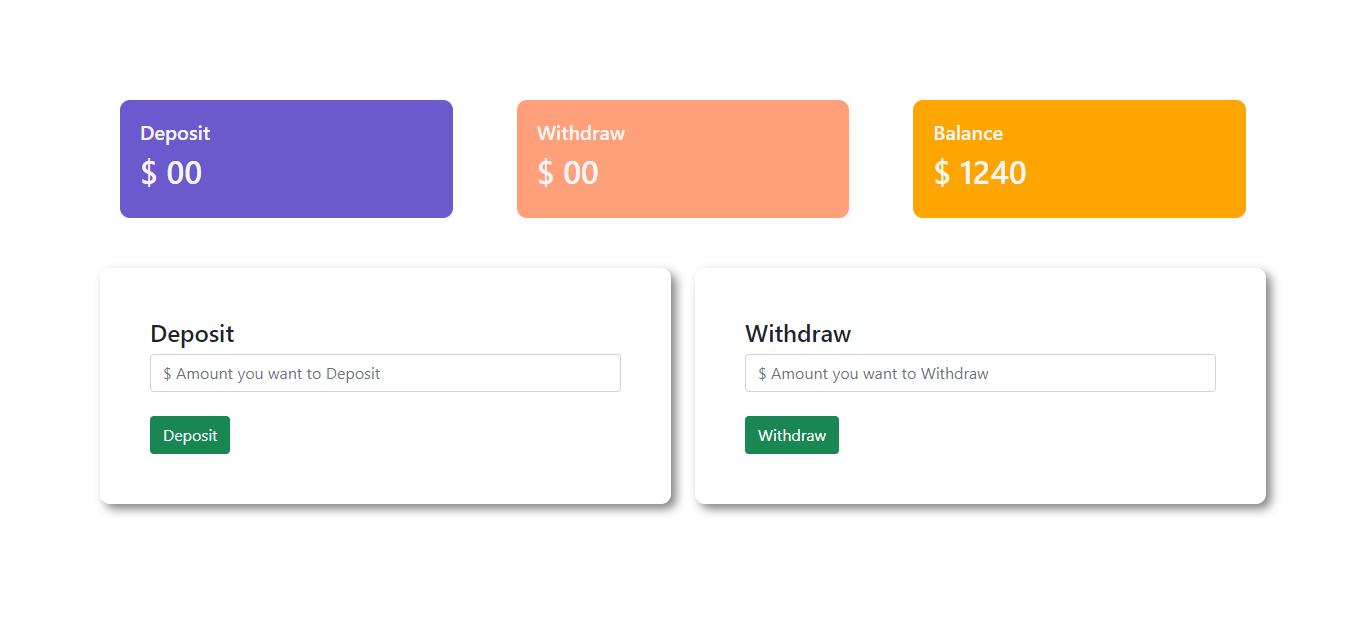 Deposit
$ 00
Withdraw
$ 00
Balance
$ 1240
Deposit
$ Amount you want to Deposit
Deposit
Withdraw
$ Amount you want to Withdraw
Withdraw